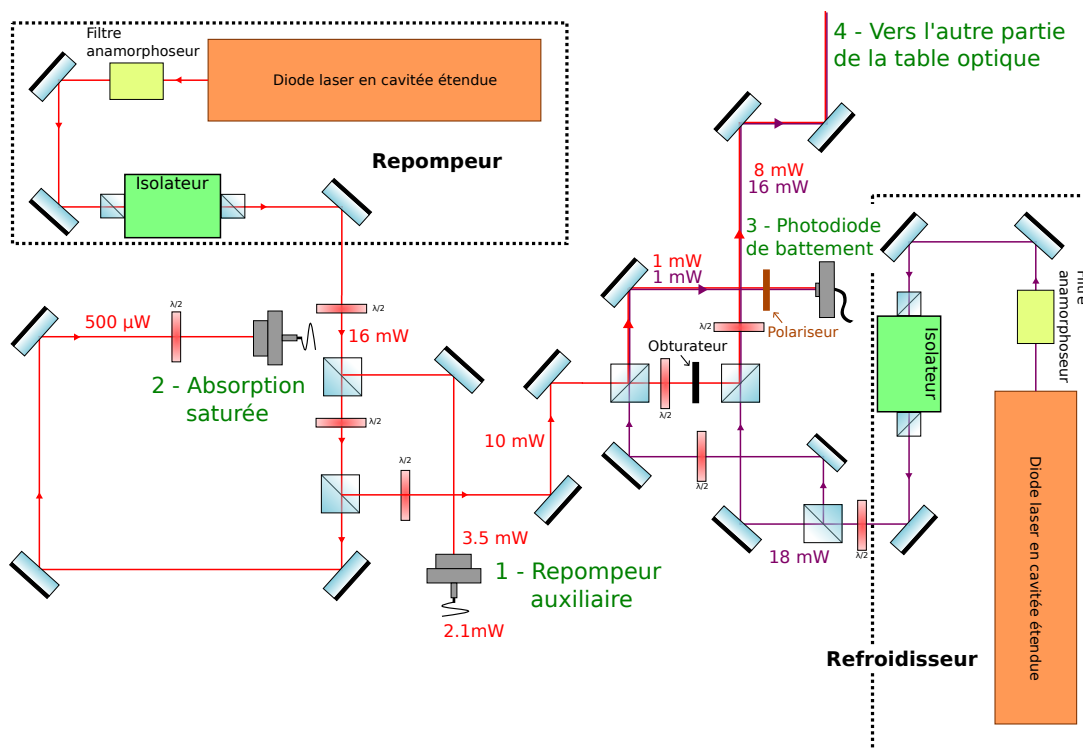 Filtre
anamorphoseur
Diode laser en cavitée étendue
Repompeur
Isolateur
4 - Vers l'autre partie
de la table optique
8 mW
16 mW
3 - Photodiode
de battement
1 mW
1 mW
Polariseur
λ/2
Obturateur
λ/2
Filtre
anamorphoseur
Isolateur
Diode laser en cavitée étendue
Refroidisseur
λ/2
500 µW
λ/2
16 mW
2 - Absorption
saturée
λ/2
λ/2
10 mW
λ/2
λ/2
18 mW
3.5 mW
1 - Repompeur
auxiliaire
2.1mW